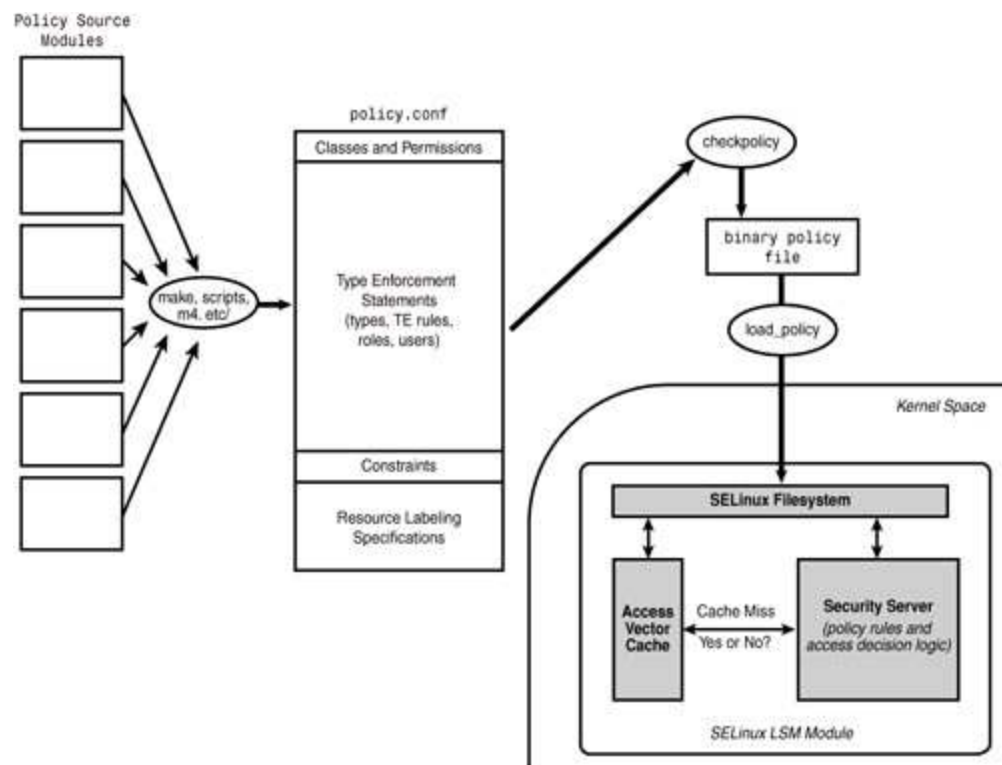 Policy Source
Modules
policy.conf
Classes and Permissions
Type Enforcement
Statements
(types, TE rules,
roles, users)
Constraints
Resource Labeling
Specifications
make, scripts,
m4. etc/
checkpolicy
binary policy
file
load_policy
Kernel Space
SELinux Filesystem
Access
Vector
Cache
Cache Miss
Yes or No?
Security Server
(policy rules and
access decision logic)
SELinux LSM Module